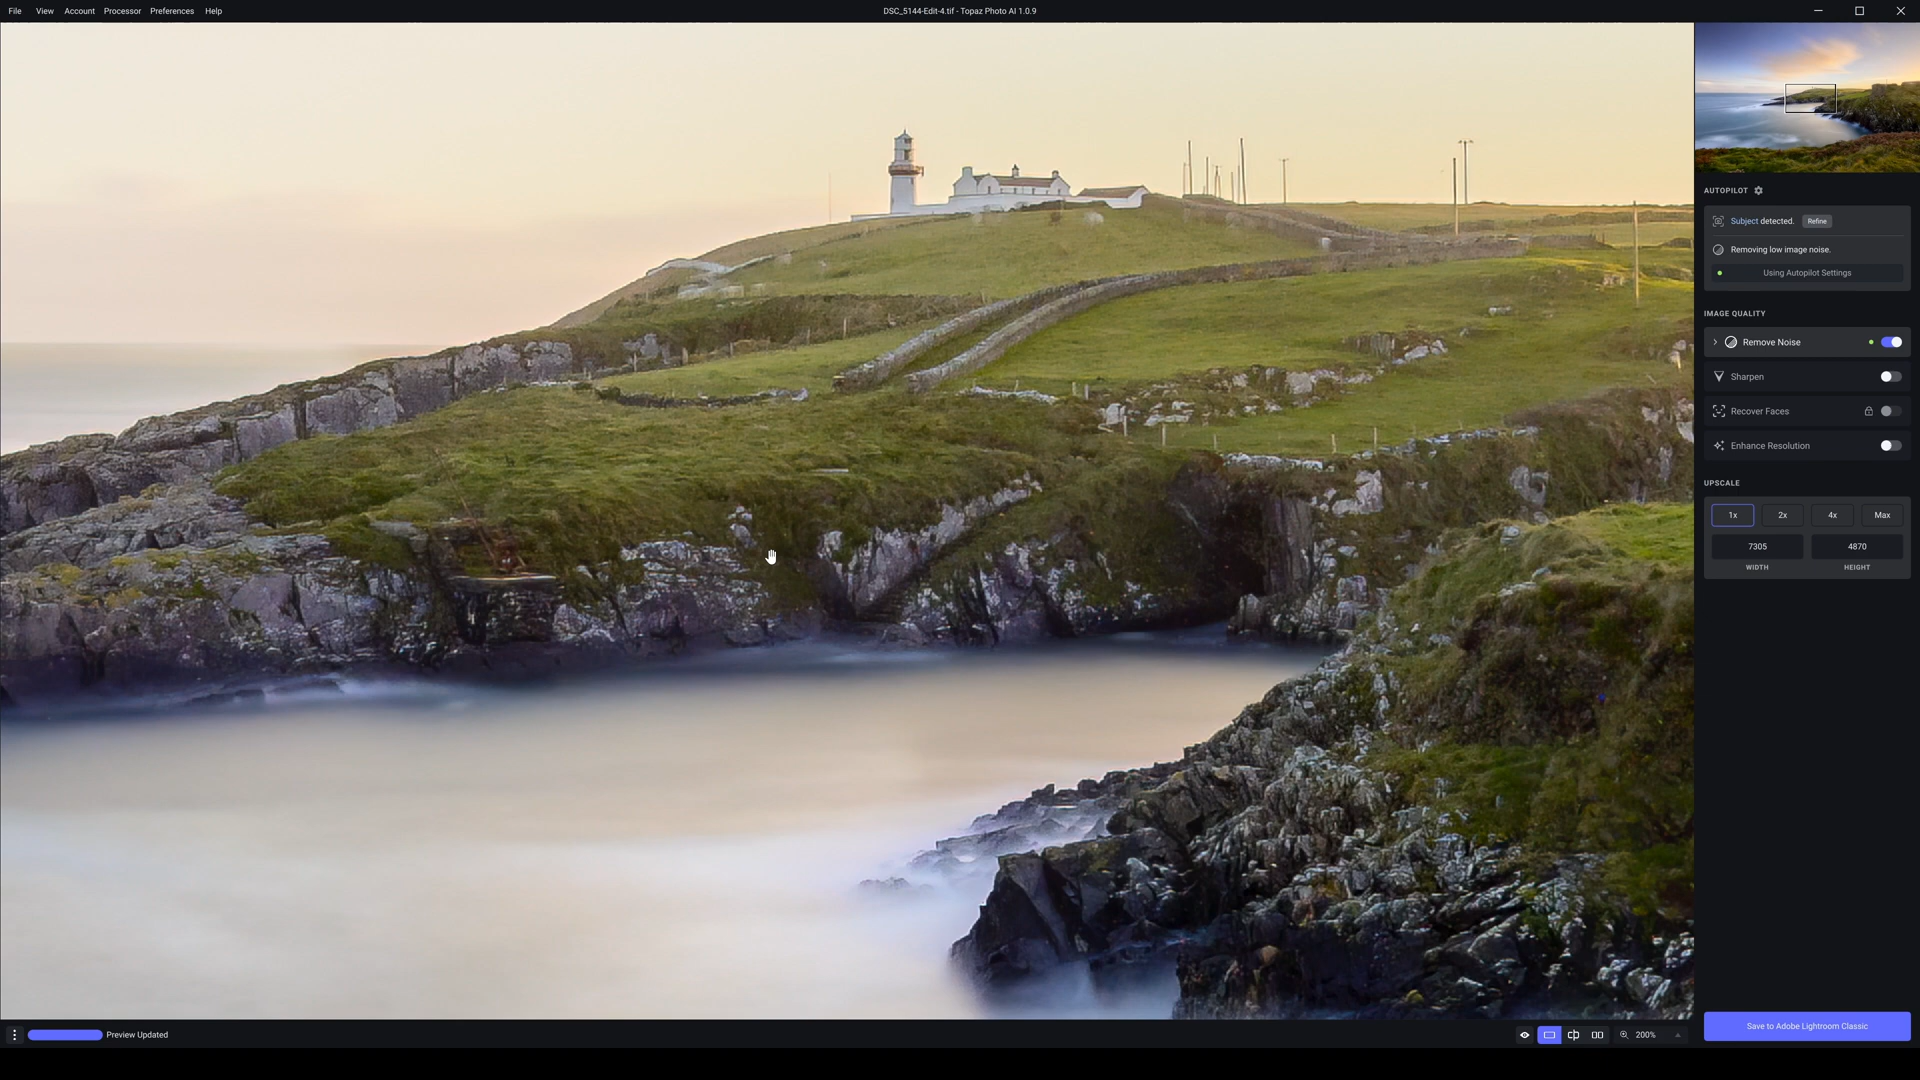 File View Account Processor Preferences Help
DSC_5144-Edit-4.tif - Topaz Photo AI 1.0.9
AUTOPILOT
Subject detected. Refine
Removing low image noise.
Using Autopilot Settings
IMAGE QUALITY
Remove Noise
Sharpen
Recover Faces
Enhance Resolution
UPSCALE
1x 2x 4x Max
7305 4870
WIDTH HEIGHT
Preview Updated
200%
Save to Adobe Lightroom Classic